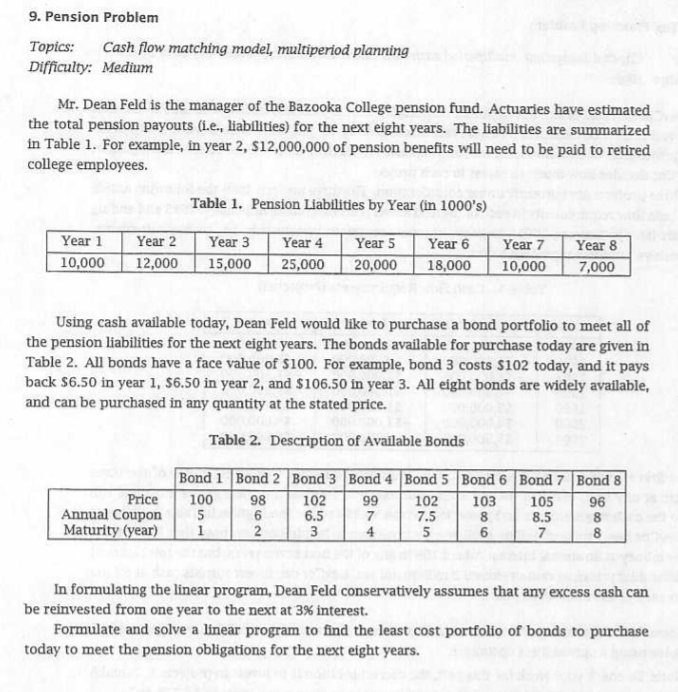 9. Pension Problem
Topics: Cash flow matching model, multiperiod planning
Difficulty: Medium
Mr. Dean Feld is the manager of the Bazooka College pension fund. Actuaries have estimated
the total pension payouts (i.e., liabilities) for the next eight years. The liabilities are summarized
in Table 1. For example, in year 2, $12,000,000 of pension benefits will need to be paid to retired
college employees.
Table 1. Pension Liabilities by Year (in 1000's)
Year 1 Year 2 Year 3 Year 4 Year 5 Year 6 Year 7 Year 8
10,000 12,000 15,000 25,000 20,000 18,000 10,000 7,000
Using cash available today, Dean Feld would like to purchase a bond portfolio to meet all of
the pension liabilities for the next eight years. The bonds available for purchase today are given in
Table 2. All bonds have a face value of $100. For example, bond 3 costs $102 today, and it pays
back $6.50 in year 1, $6.50 in year 2, and $106.50 in year 3. All eight bonds are widely available,
and can be purchased in any quantity at the stated price.
Table 2. Description of Available Bonds
Bond 1 Bond 2 Bond 3 Bond 4 Bond 5 Bond 6 Bond 7 Bond 8
Price 100 98 102 99 102 103 105 96
Annual Coupon 5 6 6.5 7 7.5 8 8.5 8
Maturity (year) 1 2 3 4 5 6 7 8
In formulating the linear program, Dean Feld conservatively assumes that any excess cash can
be reinvested from one year to the next at 3% interest.
Formulate and solve a linear program to find the least cost portfolio of bonds to purchase
today to meet the pension obligations for the next eight years.